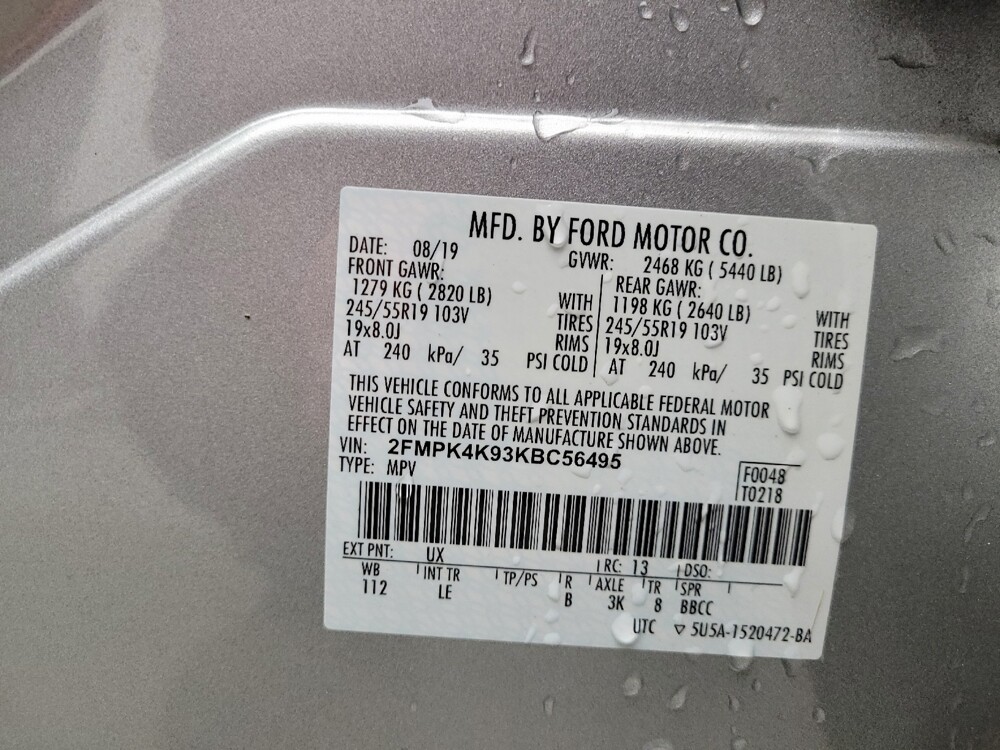 MFD. BY FORD MOTOR CO.
DATE: 08/19 GVWR: 2468 KG ( 5440 LB)
FRONT GAWR: REAR GAWR:
1279 KG ( 2820 LB) WITH 1198 KG ( 2640 LB) WITH
245/55R19 103V TIRES 245/55R19 103V TIRES
19x8.0J RIMS 19x8.0J RIMS
AT 240 kPa/ 35 PSI COLD AT 240 kPa/ 35 PSI COLD
THIS VEHICLE CONFORMS TO ALL APPLICABLE FEDERAL MOTOR
VEHICLE SAFETY AND THEFT PREVENTION STANDARDS IN
EFFECT ON THE DATE OF MANUFACTURE SHOWN ABOVE.
VIN: 2FMPK4K93KBC56495
TYPE: MPV F0048
T0218
EXT PNT: UX RC: 13 DSO:
WB INT TR TP/PS R AXLE TR SPR
112 LE B 3K 8 BBCC
UTC ▽ 5U5A-1520472-BA